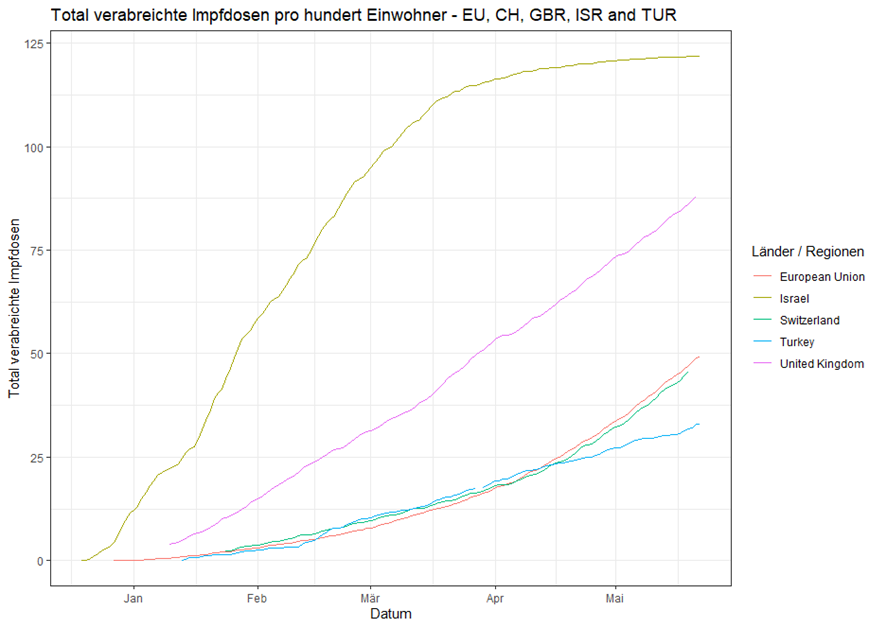 Total verabreichte Impfdosen pro hundert Einwohner - EU, CH, GBR, ISR and TUR
Total verabreichte Impfdosen
125
100
75
50
25
0
Jan
Feb
Mär
Apr
Mai
Datum
Länder / Regionen
European Union
Israel
Switzerland
Turkey
United Kingdom